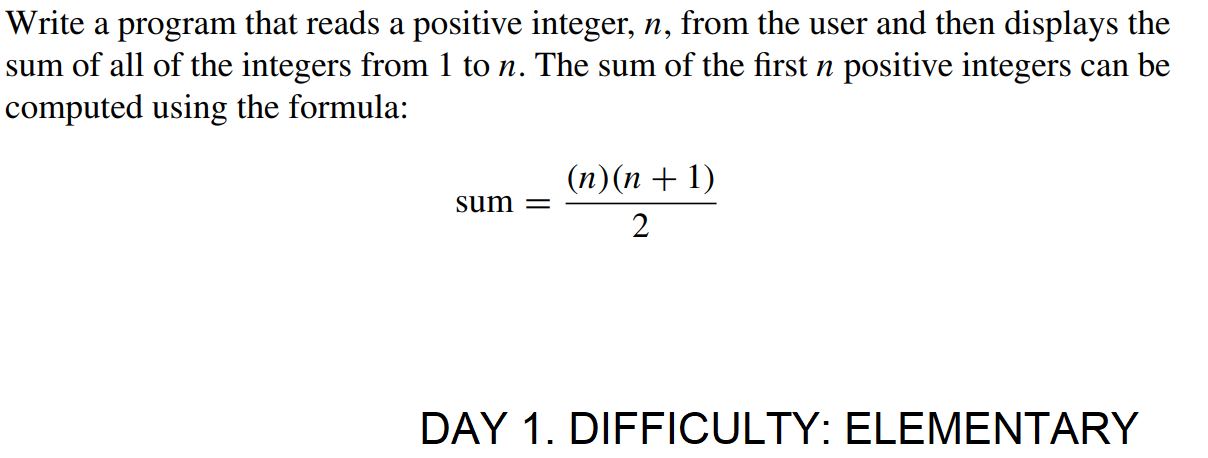 Write a program that reads a positive integer, n, from the user and then displays the
sum of all of the integers from 1 to n. The sum of the first n positive integers can be
computed using the formula:
sum = (n)(n + 1)
2
DAY 1. DIFFICULTY: ELEMENTARY